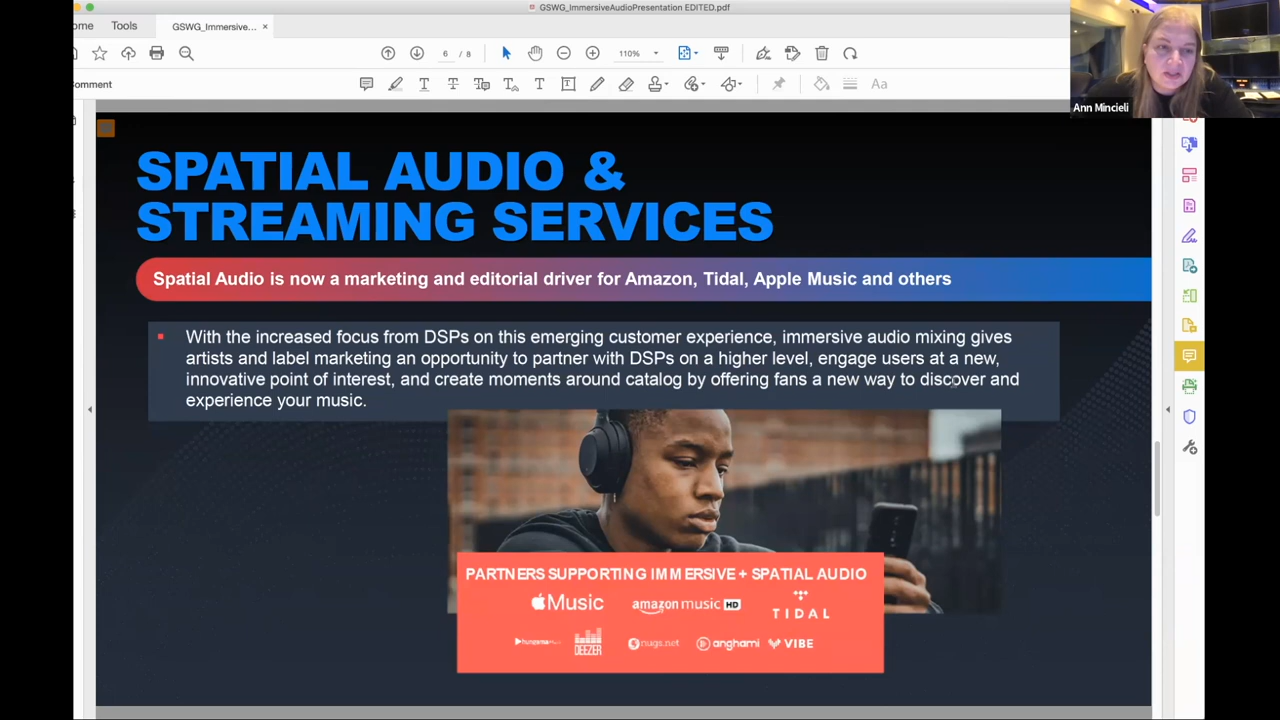 GSWG_ImmersiveAudioPresentation EDITED.pdf
ome Tools GSWG_Immersive... ×
6 / 8 110%
omment Aa
Ann Mincieli
SPATIAL AUDIO &
STREAMING SERVICES
Spatial Audio is now a marketing and editorial driver for Amazon, Tidal, Apple Music and others
With the increased focus from DSPs on this emerging customer experience, immersive audio mixing gives
artists and label marketing an opportunity to partner with DSPs on a higher level, engage users at a new,
innovative point of interest, and create moments around catalog by offering fans a new way to discover and
experience your music.
PARTNERS SUPPORTING IMMERSIVE + SPATIAL AUDIO
Music amazon music HD TIDAL
DEEZER nugs.net anghami VIBE